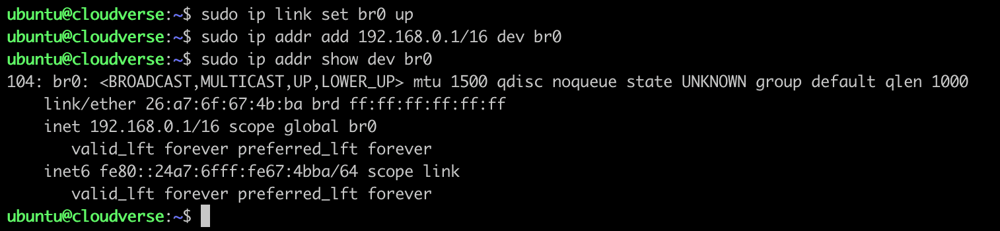 ubuntu@cloudverse:~$ sudo ip link set br0 up
ubuntu@cloudverse:~$ sudo ip addr add 192.168.0.1/16 dev br0
ubuntu@cloudverse:~$ sudo ip addr show dev br0
104: br0: <BROADCAST,MULTICAST,UP,LOWER_UP> mtu 1500 qdisc noqueue state UNKNOWN group default qlen 1000
    link/ether 26:a7:6f:67:4b:ba brd ff:ff:ff:ff:ff:ff
    inet 192.168.0.1/16 scope global br0
       valid_lft forever preferred_lft forever
    inet6 fe80::24a7:6fff:fe67:4bba/64 scope link
       valid_lft forever preferred_lft forever
ubuntu@cloudverse:~$